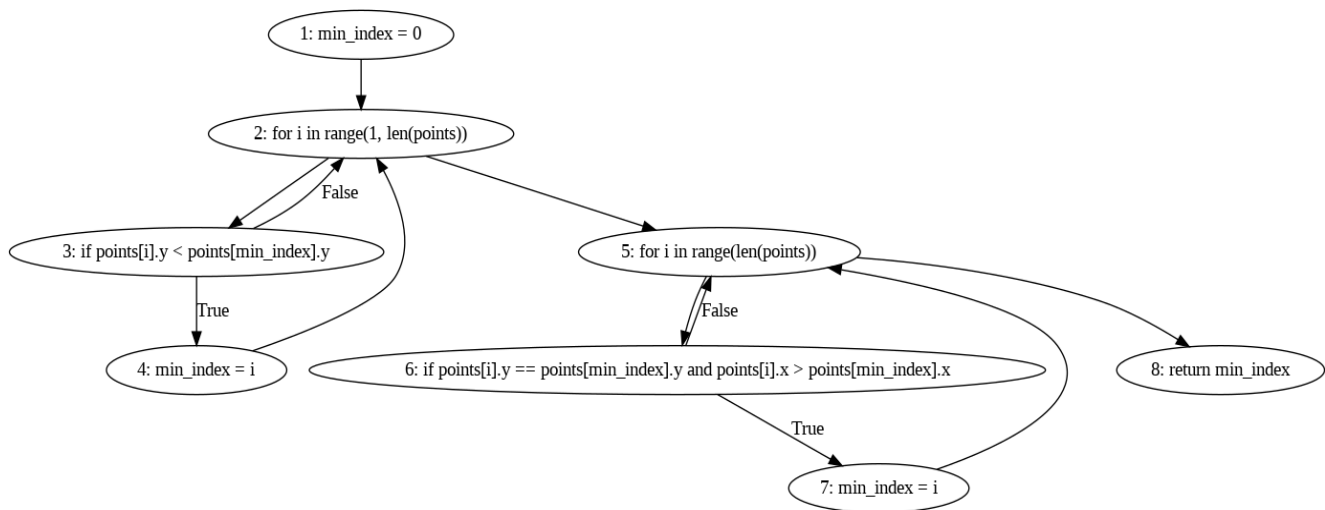 1: min_index = 0
2: for i in range(1, len(points))
False
3: if points[i].y < points[min_index].y
5: for i in range(len(points))
True
False
4: min_index = i
6: if points[i].y == points[min_index].y and points[i].x > points[min_index].x
8: return min_index
True
7: min_index = i